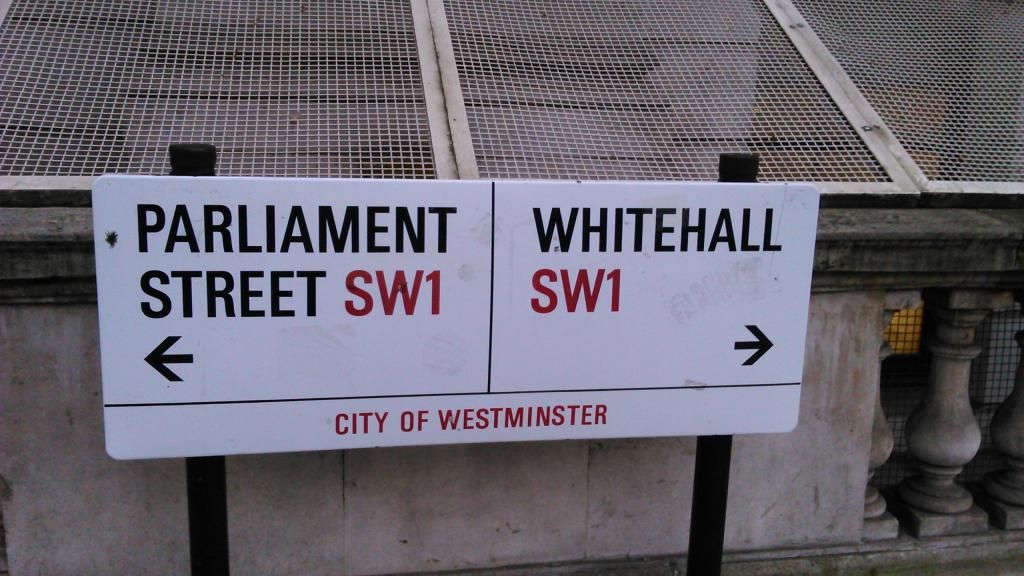 PARLIAMENT
STREET SW1
WHITEHALL
SW1
CITY OF WESTMINSTER